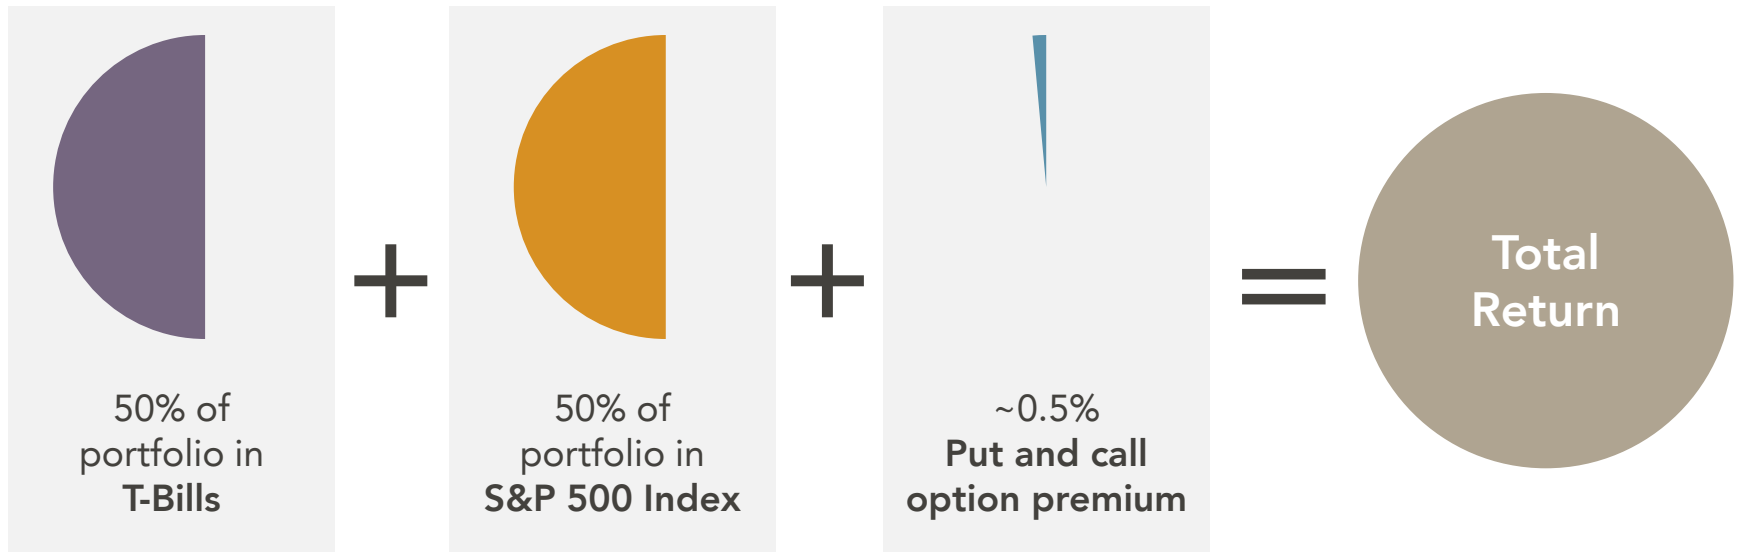 50% of
portfolio in
T-Bills
+
50% of
portfolio in
S&P 500 Index
+
~0.5%
Put and call
option premium
=
Total
Return